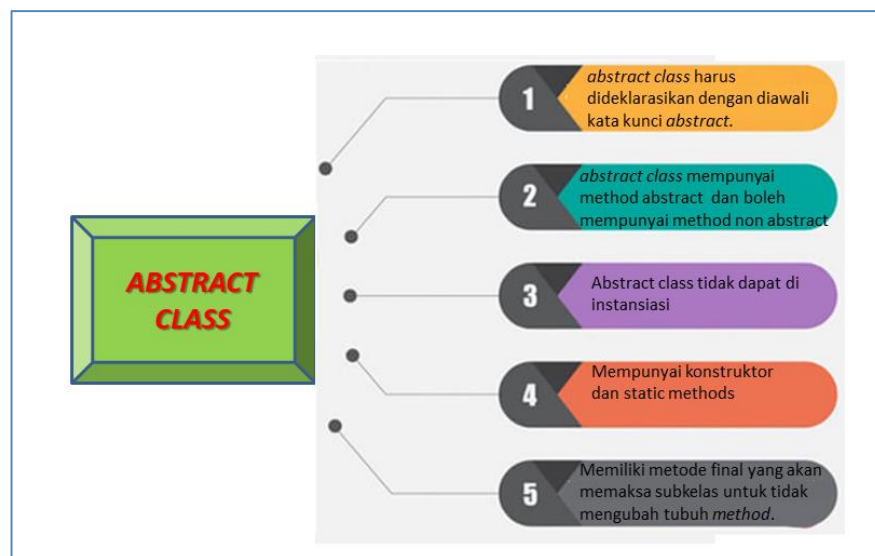 ABSTRACT
CLASS
1
abstract class harus
dideklarasikan dengan diawali
kata kunci abstract.
2
abstract class mempunyai
method abstract dan boleh
mempunyai method non abstract
3
Abstract class tidak dapat di
instansiasi
4
Mempunyai konstruktor
dan static methods
5
Memiliki metode final yang akan
memaksa subkelas untuk tidak
mengubah tubuh method.